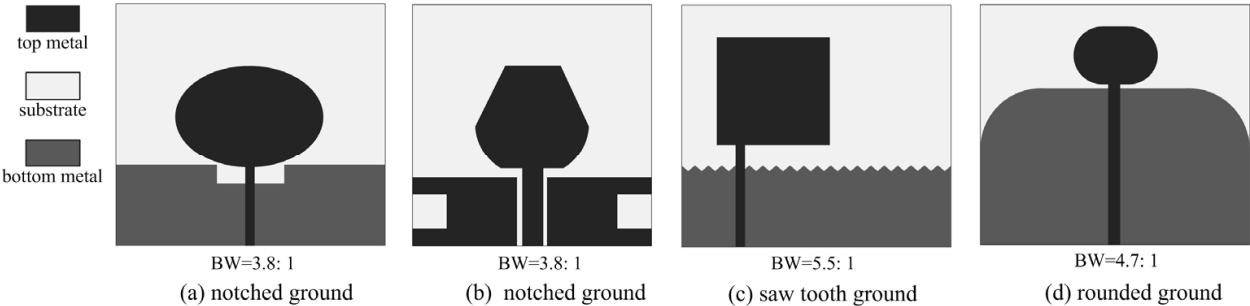 top metal
substrate
bottom metal
BW=3.8: 1
(a) notched ground
BW=3.8: 1
(b) notched ground
BW=5.5: 1
(c) saw tooth ground
BW=4.7: 1
(d) rounded ground